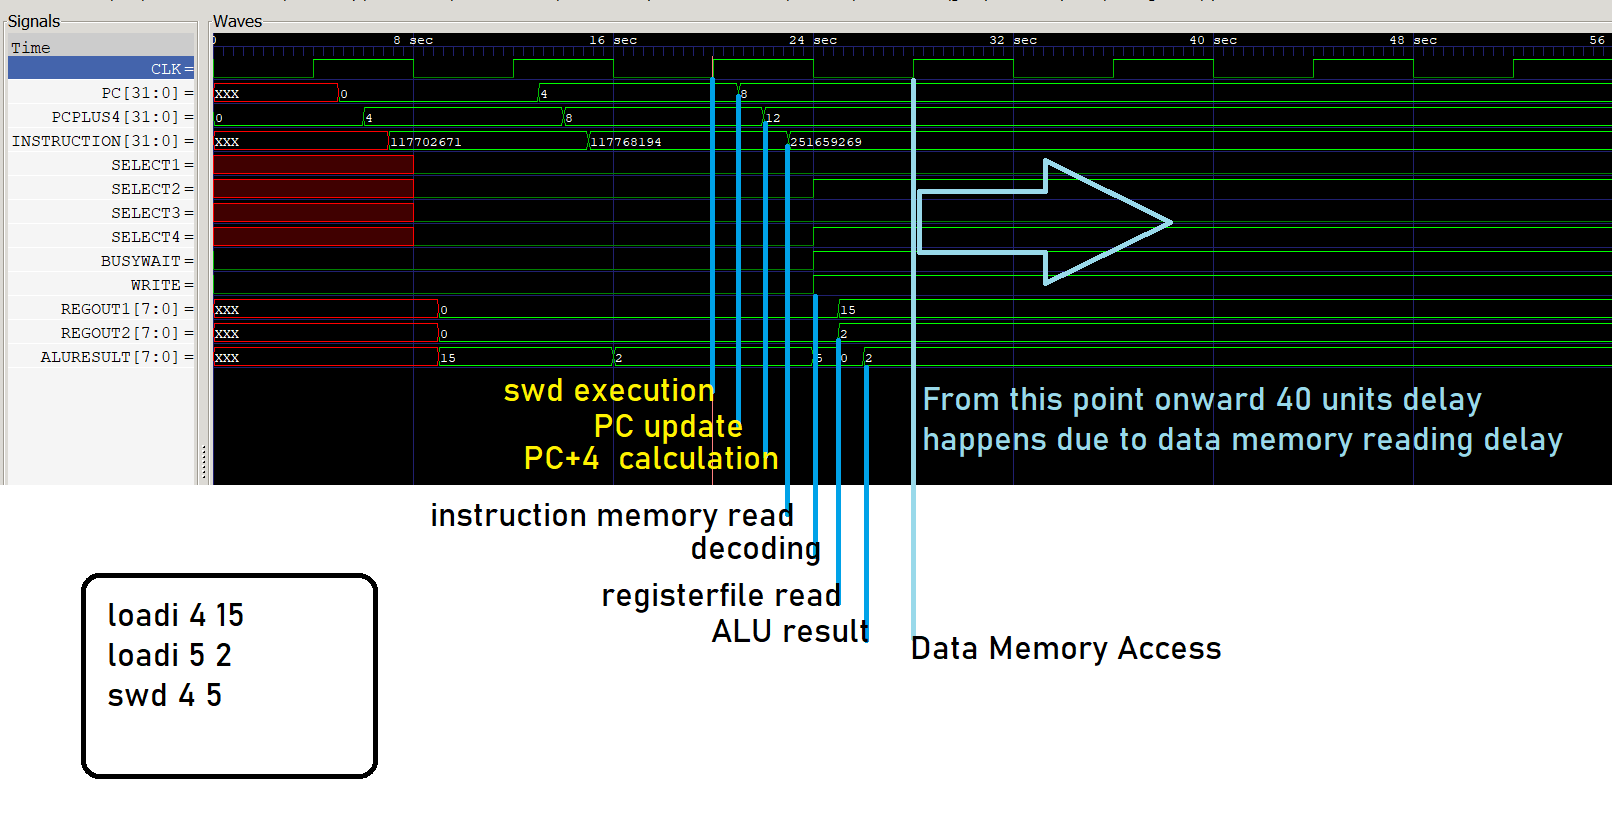 Signals
Waves
Time
0 8 sec 16 sec 24 sec 32 sec 40 sec 48 sec 56
CLK=
PC[31:0]= XXX 0 4 8
PCPLUS4[31:0]= 0 4 8 12
INSTRUCTION[31:0]= XXX 117702671 117768194 251659269
SELECT1=
SELECT2=
SELECT3=
SELECT4=
BUSYWAIT=
WRITE=
REGOUT1[7:0]= XXX 0 15
REGOUT2[7:0]= XXX 0 2
ALURESULT[7:0]= XXX 15 2 0 2
swd execution
PC update
PC+4 calculation
From this point onward 40 units delay
happens due to data memory reading delay
instruction memory read
decoding
registerfile read
ALU result
Data Memory Access
loadi 4 15
loadi 5 2
swd 4 5